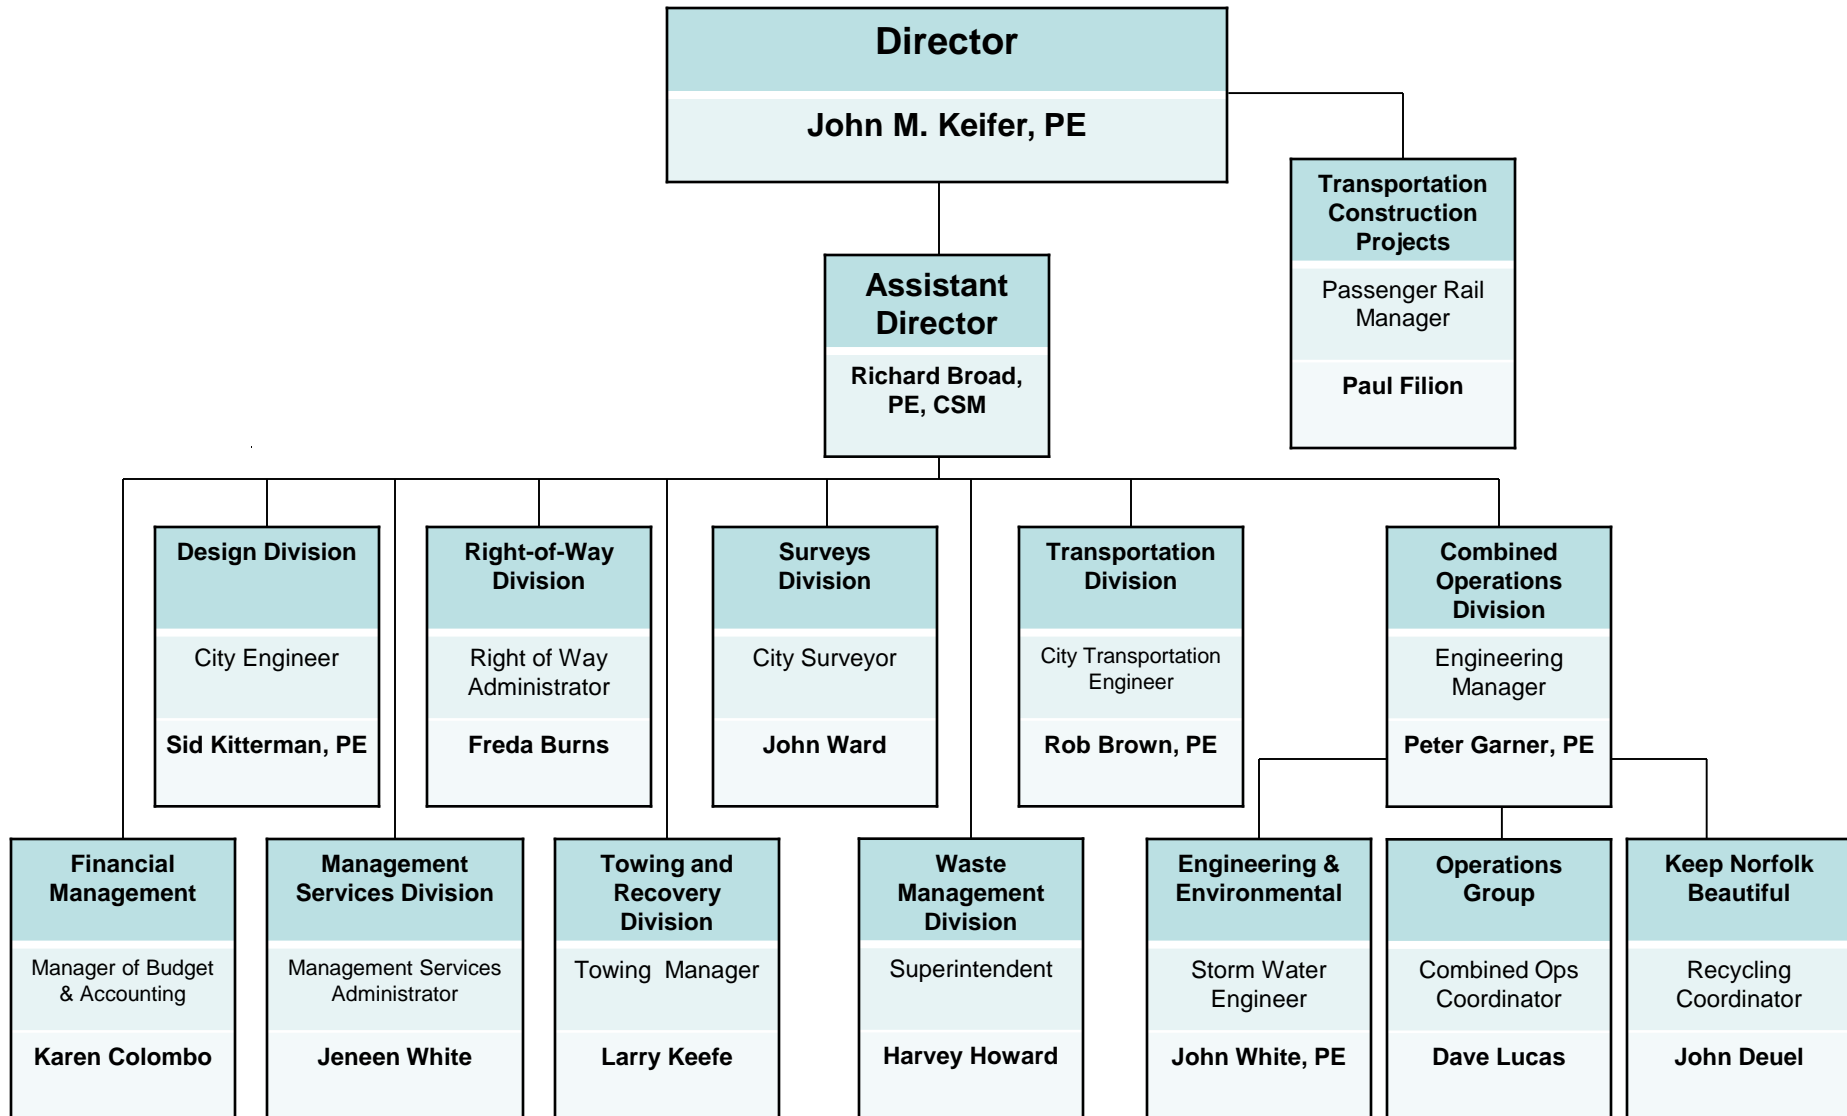 Director
John M. Keifer, PE
Transportation
Construction
Projects
Passenger Rail
Manager
Paul Filion
Assistant
Director
Richard Broad,
PE, CSM
Design Division
City Engineer
Sid Kitterman, PE
Right-of-Way
Division
Right of Way
Administrator
Freda Burns
Surveys
Division
City Surveyor
John Ward
Transportation
Division
City Transportation
Engineer
Rob Brown, PE
Combined
Operations
Division
Engineering
Manager
Peter Garner, PE
Financial
Management
Manager of Budget
& Accounting
Karen Colombo
Management
Services Division
Management Services
Administrator
Jeneen White
Towing and
Recovery
Division
Towing  Manager
Larry Keefe
Waste
Management
Division
Superintendent
Harvey Howard
Engineering &
Environmental
Storm Water
Engineer
John White, PE
Operations
Group
Combined Ops
Coordinator
Dave Lucas
Keep Norfolk
Beautiful
Recycling
Coordinator
John Deuel